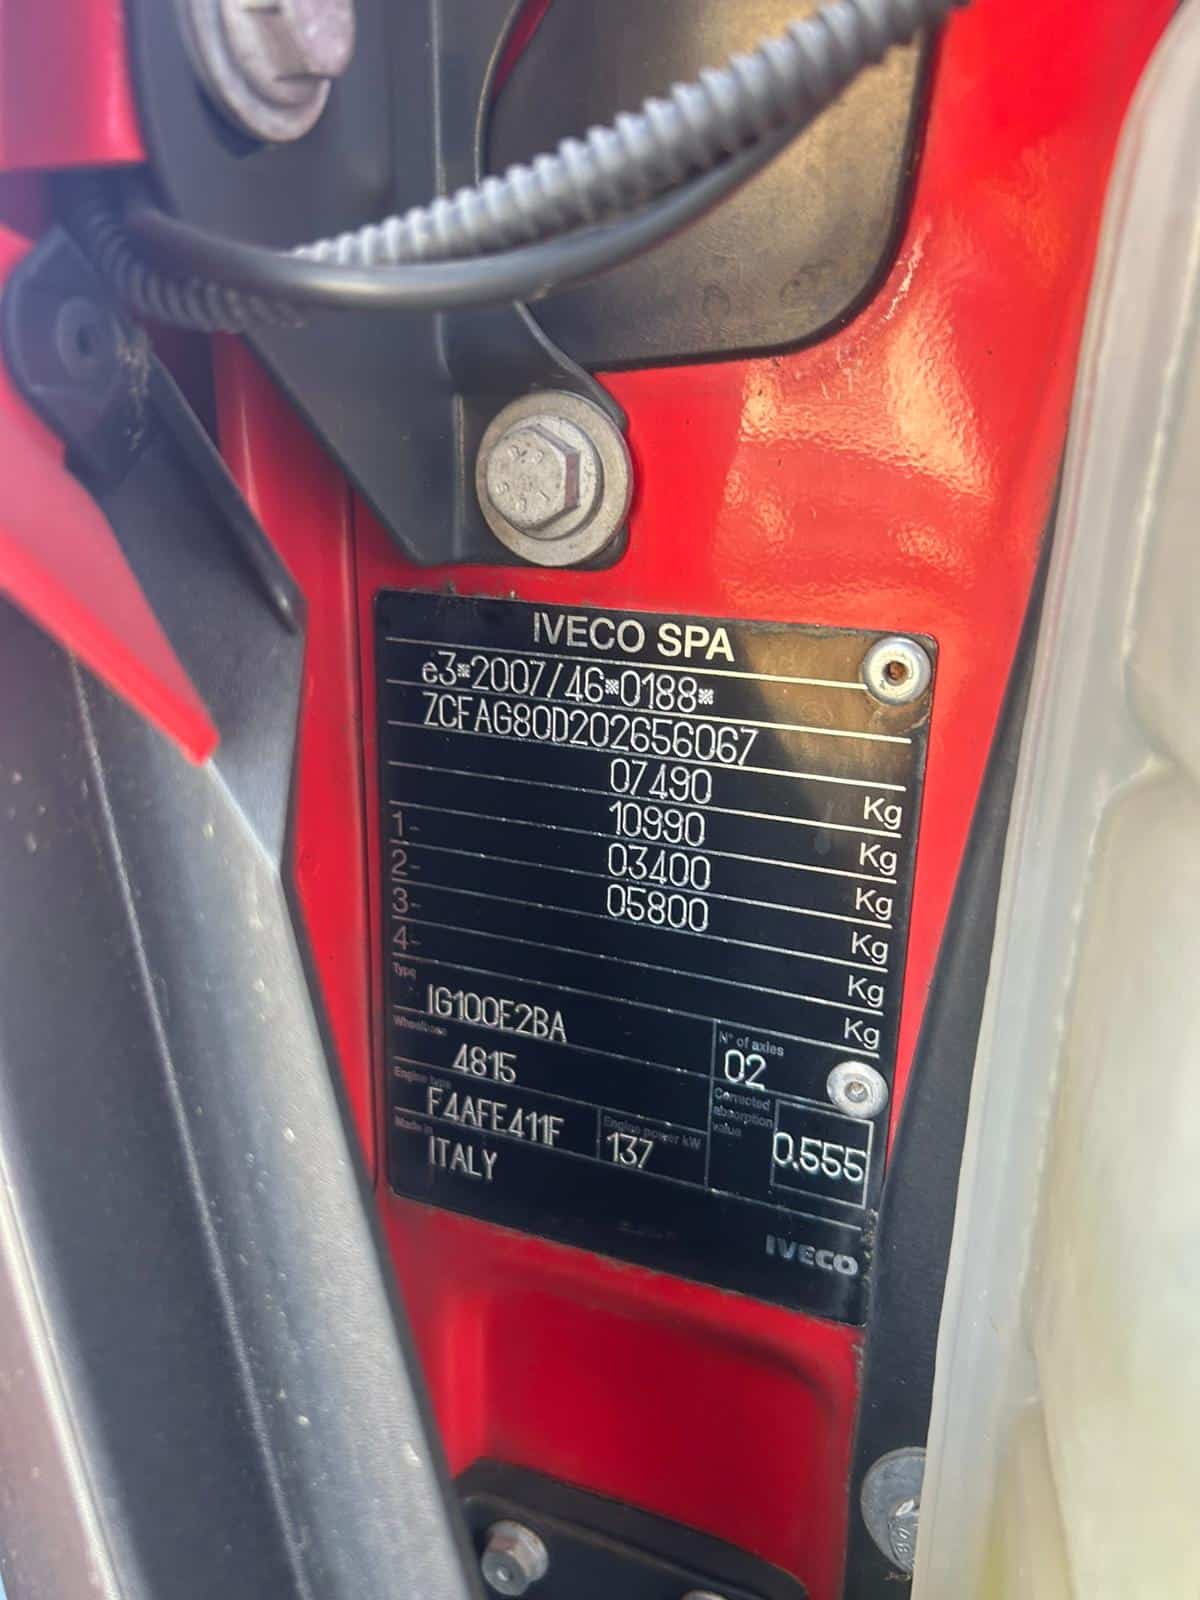 IVECO SPA
e3*2007/46*0188*
ZCFAG80D202656067
07490 Kg
10990 Kg
1- 03400 Kg
2- 05800 Kg
3- Kg
4- Kg
Type IG100E2BA
N° of axles 02
Wheelbase 4815
Corrected absorption value 0.555
Engine type F4AFE411F
Engine power kW 137
Made in ITALY
IVECO